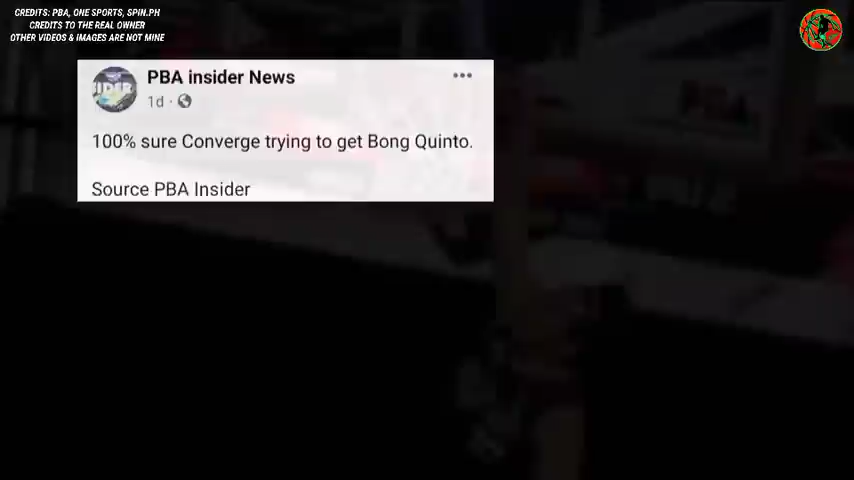 CREDITS: PBA, ONE SPORTS, SPIN.PH
CREDITS TO THE REAL OWNER
OTHER VIDEOS & IMAGES ARE NOT MINE
PBA insider News
1d ·
100% sure Converge trying to get Bong Quinto.
Source PBA Insider